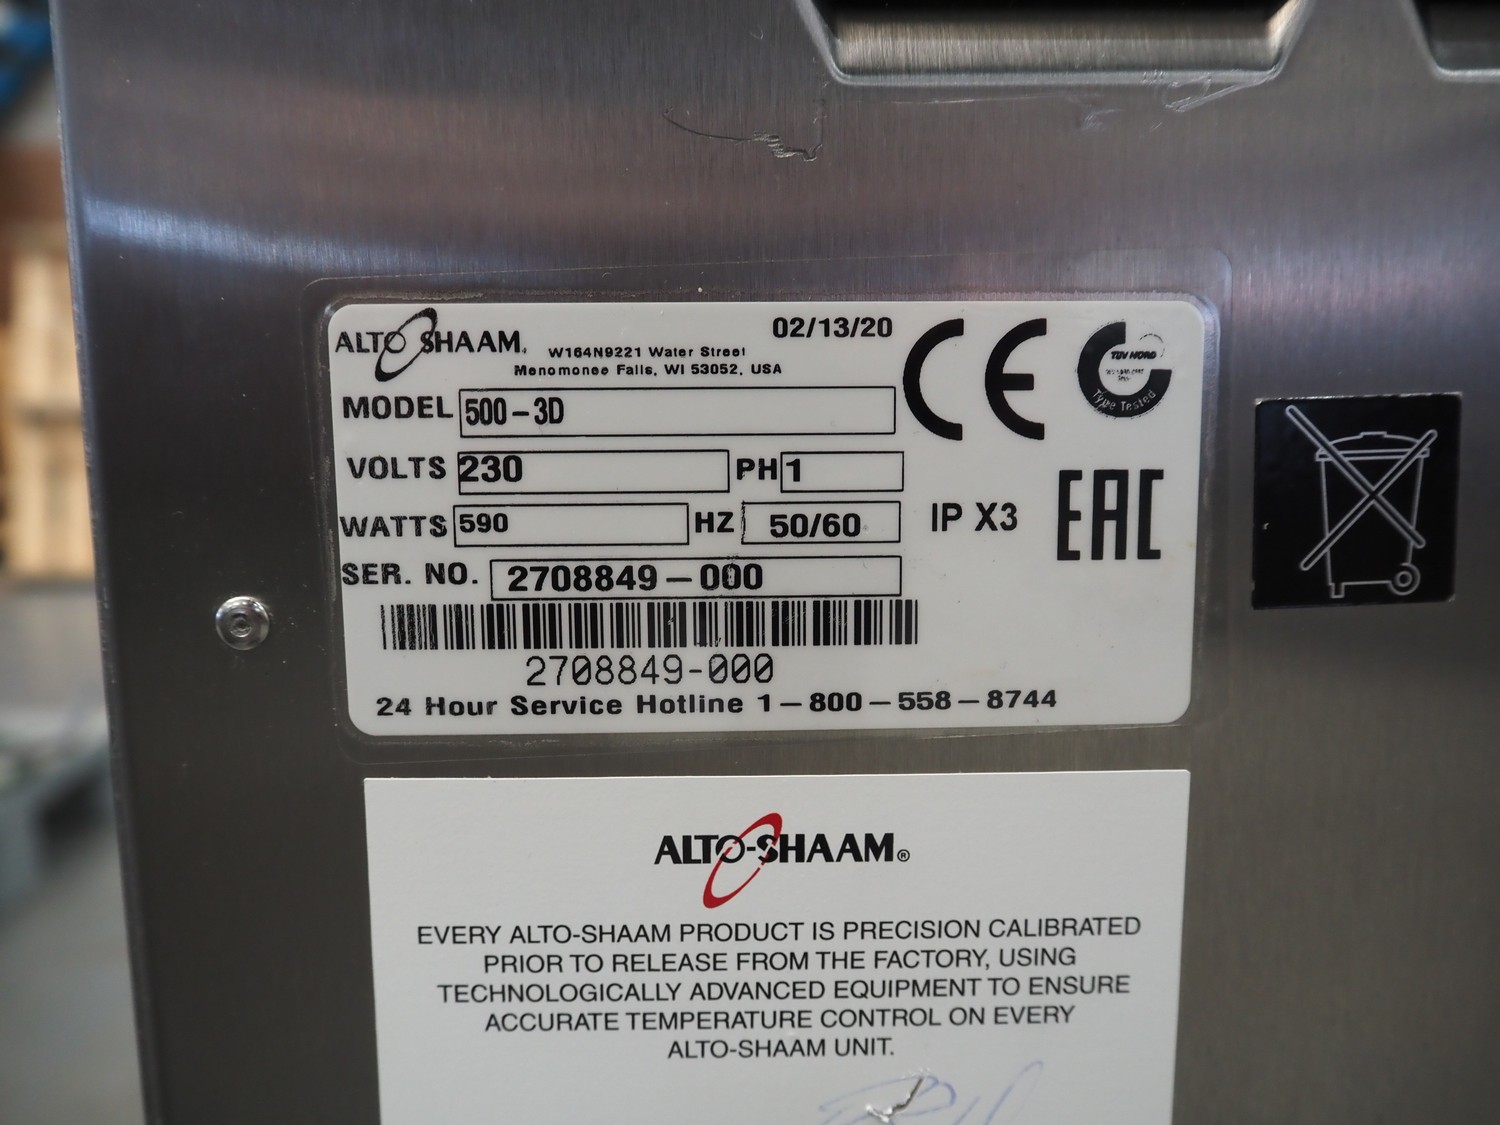 ALTO SHAAM.
02/13/20
W164N9221 Water Street
Menomonee Falls, WI 53052, USA
CE
TÜV NORD
Type Tested
MODEL 500-3D
VOLTS 230 PH 1
WATTS 590 HZ 50/60
IP X3
EAC
SER. NO. 2708849-000
2708849-000
24 Hour Service Hotline 1-800-558-8744
ALTO-SHAAM®
EVERY ALTO-SHAAM PRODUCT IS PRECISION CALIBRATED
PRIOR TO RELEASE FROM THE FACTORY, USING
TECHNOLOGICALLY ADVANCED EQUIPMENT TO ENSURE
ACCURATE TEMPERATURE CONTROL ON EVERY
ALTO-SHAAM UNIT.